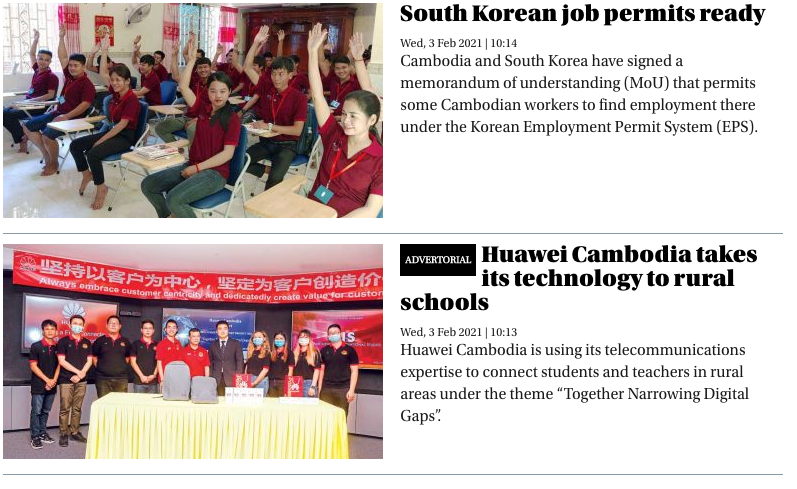 South Korean job permits ready
Wed, 3 Feb 2021 | 10:14
Cambodia and South Korea have signed a
memorandum of understanding (MoU) that permits
some Cambodian workers to find employment there
under the Korean Employment Permit System (EPS).
坚持以客户为中心 坚定为客户创造价
Always embrace customer centricity and dedicatedly create value for custom
ADVERTORIAL
Huawei Cambodia takes
its technology to rural
schools
Wed, 3 Feb 2021 | 10:13
Huawei Cambodia is using its telecommunications
expertise to connect students and teachers in rural
areas under the theme “Together Narrowing Digital
Gaps”.